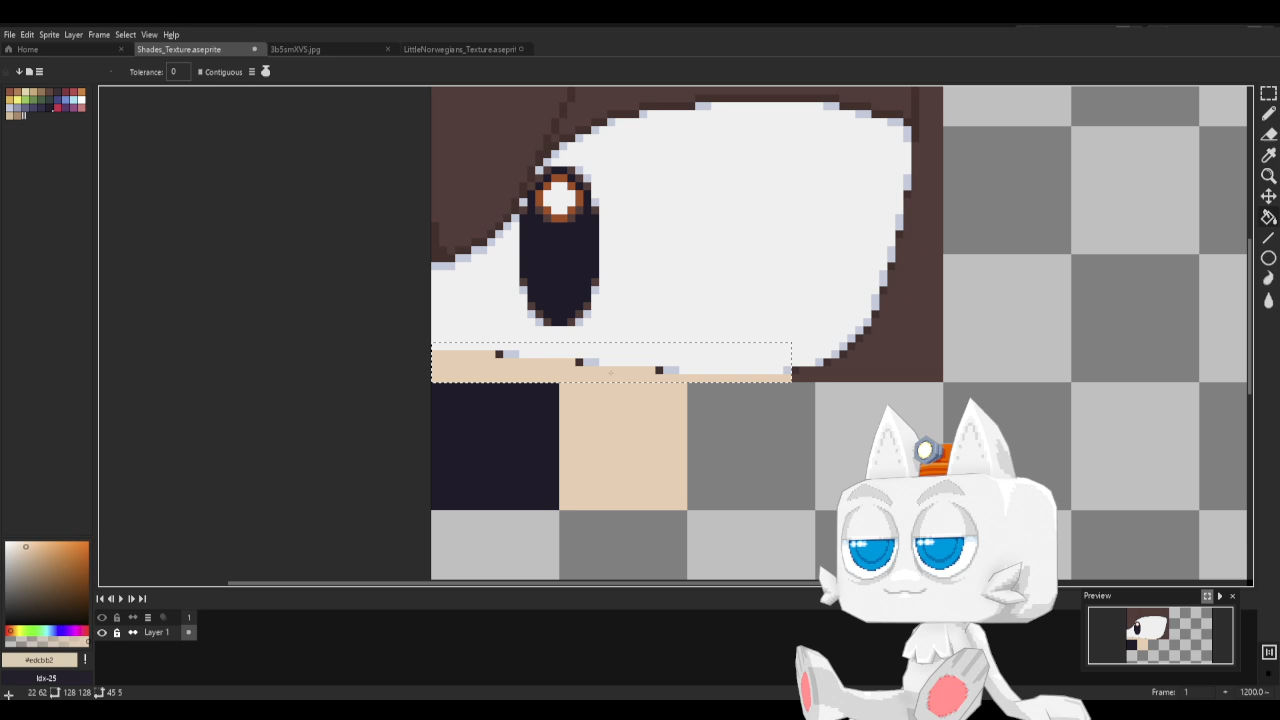 File Edit Sprite Layer Frame Select View Help
Home Shades_Texture.aseprite 3b5smXVS.jpg LittleNorwegians_Texture.aseprit
Tolerance: 0 Contiguous
Preview
1
Layer 1
#edcbb2
Idx-25
22 62 128 128 45 5
Frame: 1 1200.0~